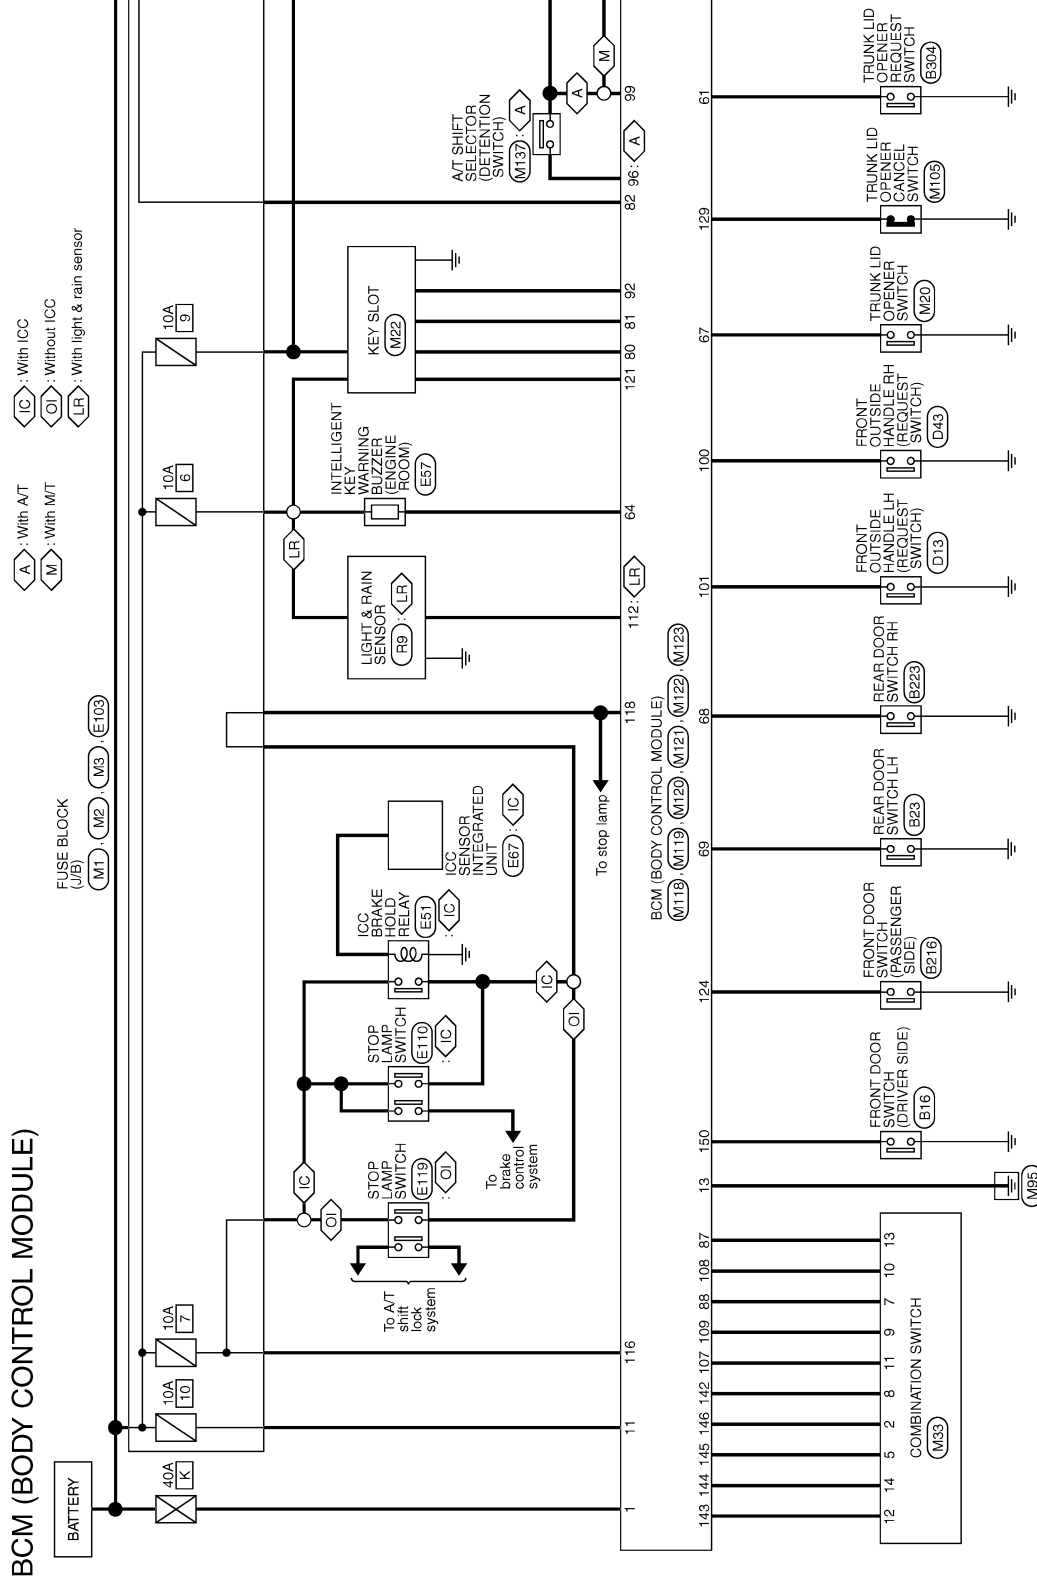 BCM (BODY CONTROL MODULE)
BATTERY
FUSE BLOCK
(J/B)
M1 , M2 , M3 , E103
A : With A/T
M : With M/T
IC : With ICC
OI : Without ICC
LR : With light & rain sensor
40A
K
10A
10
10A
7
10A
6
10A
9
To A/T
shift
lock
system
IC
OI
STOP
LAMP
SWITCH
E119
: OI
To
brake
control
system
STOP
LAMP
SWITCH
E110
: IC
ICC
BRAKE
HOLD
RELAY
E51
: IC
IC
OI
ICC
SENSOR
INTEGRATED
UNIT
E67 : IC
To stop lamp
LIGHT & RAIN
SENSOR
R9 : LR
LR
INTELLIGENT
KEY
WARNING
BUZZER
(ENGINE
ROOM)
E57
KEY SLOT
M22
A/T SHIFT
SELECTOR
(DETENTION
SWITCH)
M137 : A
A
M
1
11
116
118
112: LR
64
121
80
81
92
82
96: A
99
BCM (BODY CONTROL MODULE)
M118 , M119 , M120 , M121 , M122 , M123
143
144
145
146
142
107
109
88
108
87
13
150
124
69
68
101
100
67
129
61
12
14
5
2
8
11
9
7
10
13
COMBINATION SWITCH
M33
M95
FRONT DOOR
SWITCH
(DRIVER SIDE)
B16
FRONT DOOR
SWITCH
(PASSENGER
SIDE)
B216
REAR DOOR
SWITCH LH
B23
REAR DOOR
SWITCH RH
B223
FRONT
OUTSIDE
HANDLE LH
(REQUEST
SWITCH)
D13
FRONT
OUTSIDE
HANDLE RH
(REQUEST
SWITCH)
D43
TRUNK LID
OPENER
SWITCH
M20
TRUNK LID
OPENER
CANCEL
SWITCH
M105
TRUNK LID
OPENER
REQUEST
SWITCH
B304